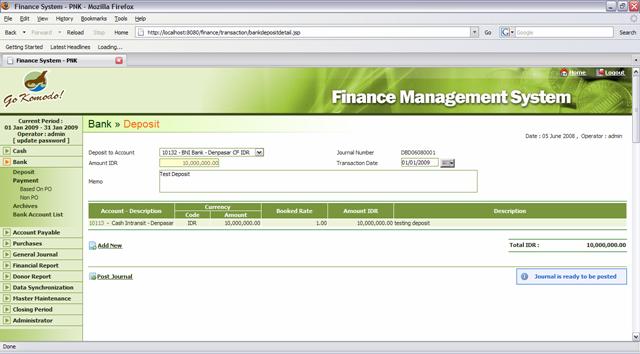 Finance System - PNK - Mozilla Firefox
File Edit View History Bookmarks Tools Help
Back Forward Reload Stop Home http://localhost:8080/finance/transaction/bankdepositdetail.jsp Go Google Search
Getting Started Latest Headlines Loading...
Finance System - PNK
Go Komodo!
Home Logout
Finance Management System
Current Period :
01 Jan 2009 - 31 Jan 2009
Operator : admin
[ update password ]
Cash
Bank
Deposit
Payment
Based On PO
Non PO
Archives
Bank Account List
Account Payable
Purchases
General Journal
Financial Report
Donor Report
Data Synchronization
Master Maintenance
Closing Period
Administrator
Bank » Deposit
Date : 05 June 2008 , Operator : admin
Deposit to Account 10132 - BNI Bank - Denpasar CF IDR Journal Number DBD06080001
Amount IDR 10,000,000.00 Transaction Date 01/01/2009
Memo Test Deposit
Account - Description Currency Booked Rate Amount IDR Description
Code Amount
10113 - Cash Intransit - Denpasar IDR 10,000,000.00 1.00 10,000,000.00 testing deposit
Add New Total IDR : 10,000,000.00
Post Journal Journal is ready to be posted
Done